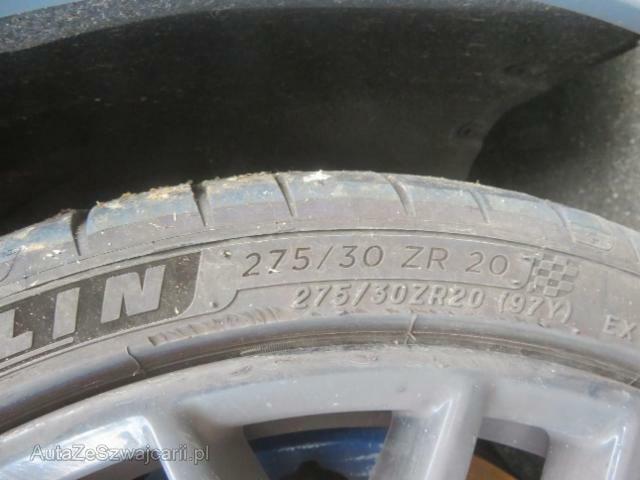 LIN
275/30 ZR 20
275/30ZR20 (97Y)
EX
AutaZeSzwajcarii.pl